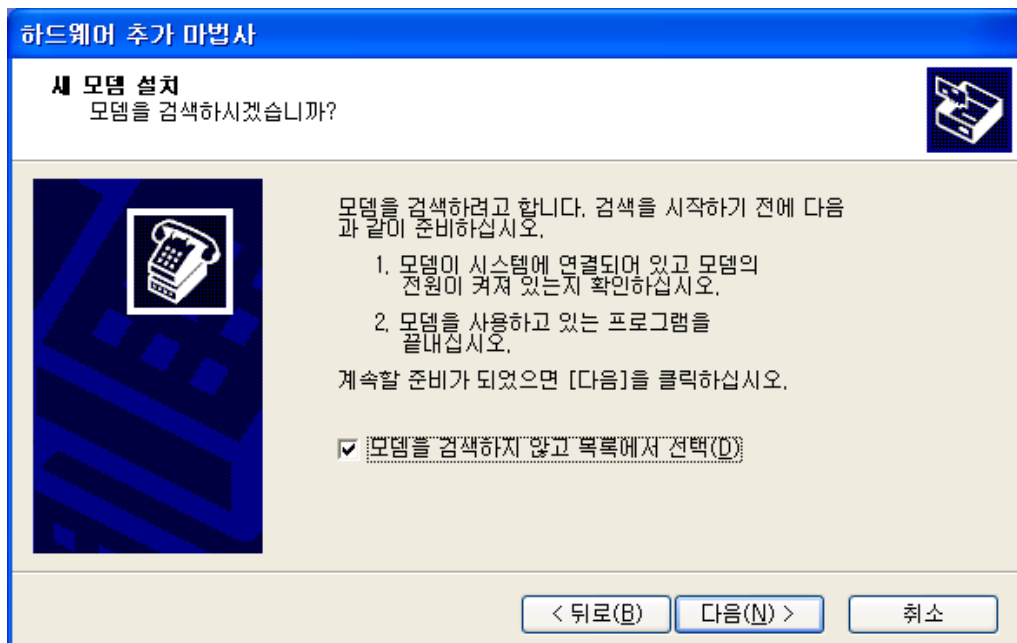 하드웨어 추가 마법사
새 모뎀 설치
모뎀을 검색하시겠습니까?
모뎀을 검색하려고 합니다. 검색을 시작하기 전에 다음
과 같이 준비하십시오.
1. 모뎀이 시스템에 연결되어 있고 모뎀의
전원이 켜져 있는지 확인하십시오.
2. 모뎀을 사용하고 있는 프로그램을
끝내십시오.
계속할 준비가 되었으면 [다음]을 클릭하십시오.
모뎀을 검색하지 않고 목록에서 선택(D)
< 뒤로(B) 다음(N) > 취소